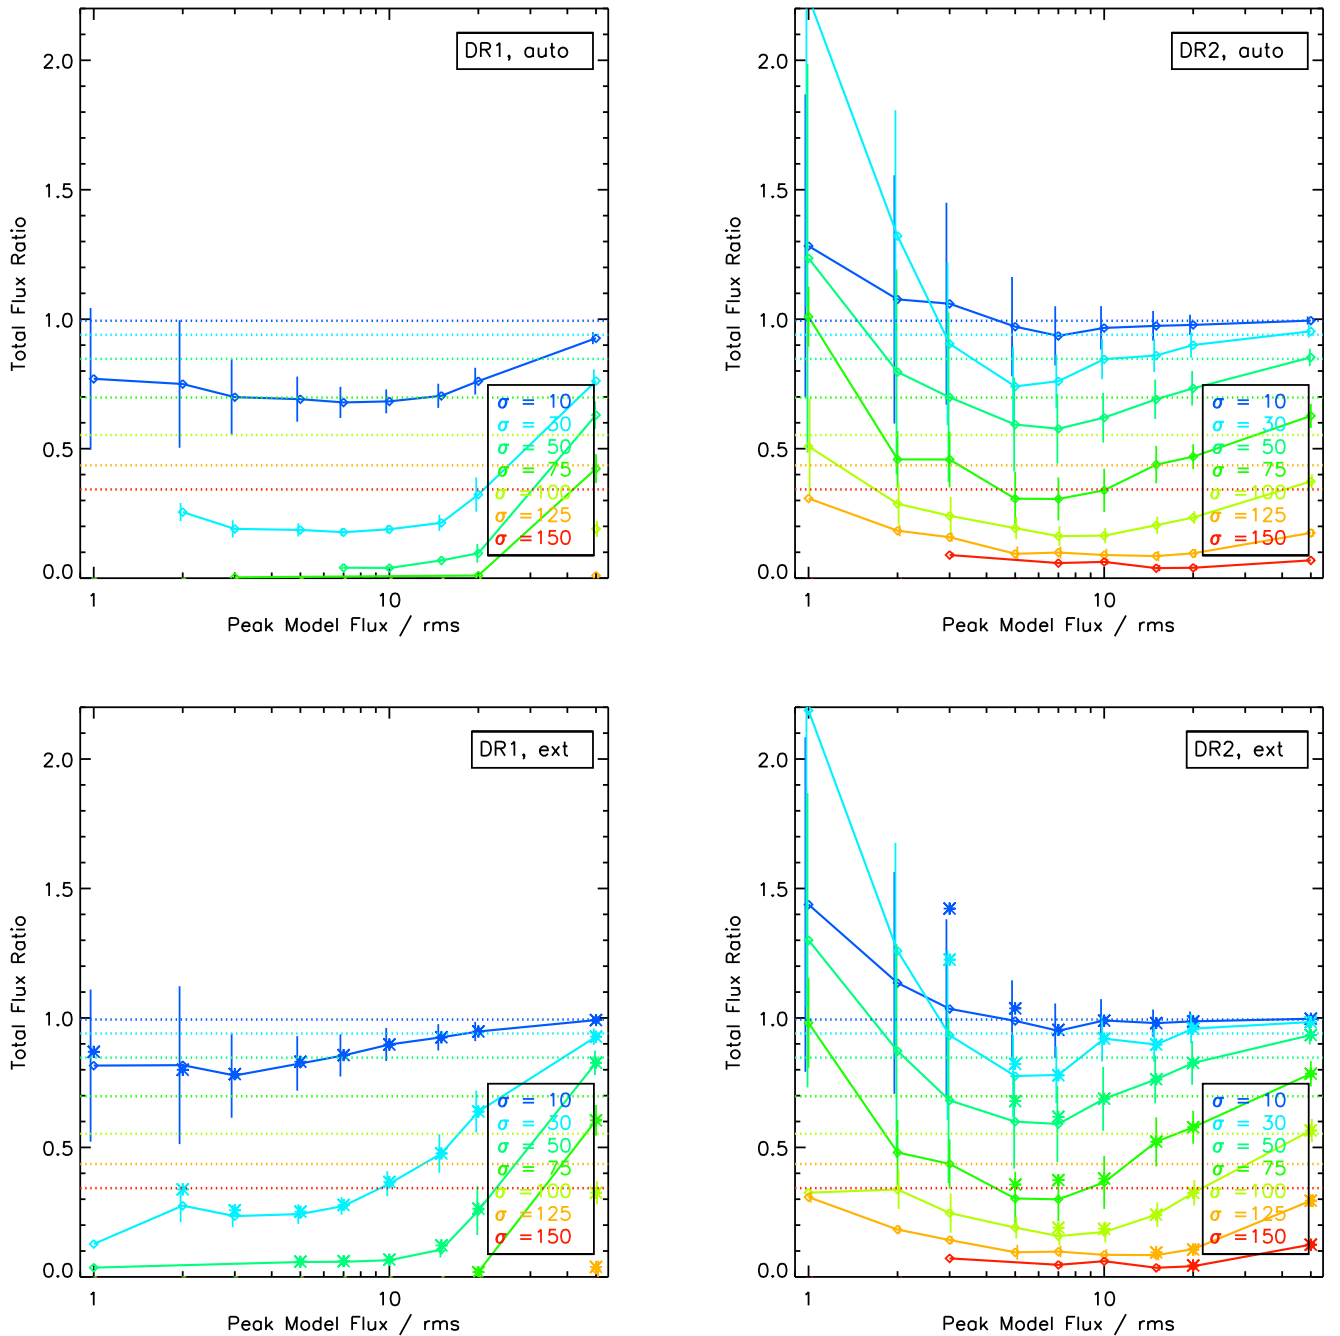 DR1, auto
2.0
1.5
1.0
0.5
0.0
Total Flux Ratio
σ = 10
σ = 30
σ = 50
σ = 75
σ =100
σ =125
σ =150
1 10
Peak Model Flux / rms
DR2, auto
2.0
1.5
1.0
0.5
0.0
Total Flux Ratio
σ = 10
σ = 30
σ = 50
σ = 75
σ =100
σ =125
σ =150
1 10
Peak Model Flux / rms
DR1, ext
2.0
1.5
1.0
0.5
0.0
Total Flux Ratio
σ = 10
σ = 30
σ = 50
σ = 75
σ =100
σ =125
σ =150
1 10
Peak Model Flux / rms
DR2, ext
2.0
1.5
1.0
0.5
0.0
Total Flux Ratio
σ = 10
σ = 30
σ = 50
σ = 75
σ =100
σ =125
σ =150
1 10
Peak Model Flux / rms